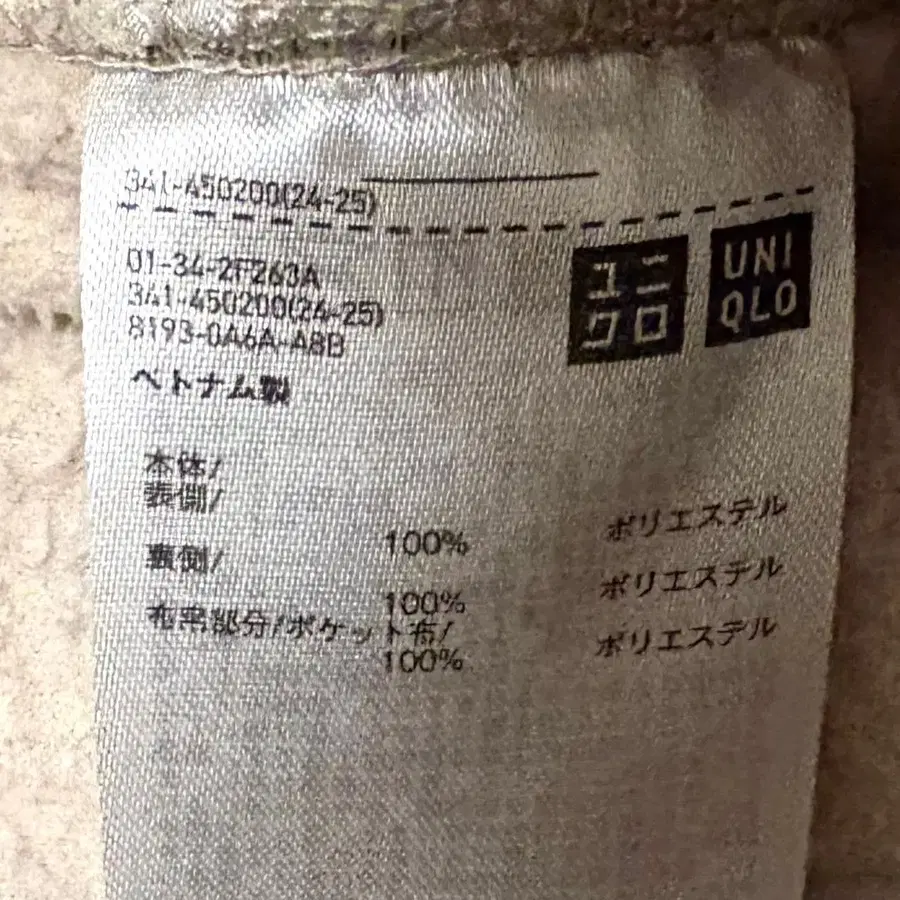 341-450200(24-25)
01-34-2F263A
341-450200(24-25)
8193-0A6A-A8B
ユニ
クロ
UNI
QLO
ベトナム製
本体/
表側/
100% ポリエステル
裏側/
100% ポリエステル
布帛部分/ポケット布/
100% ポリエステル